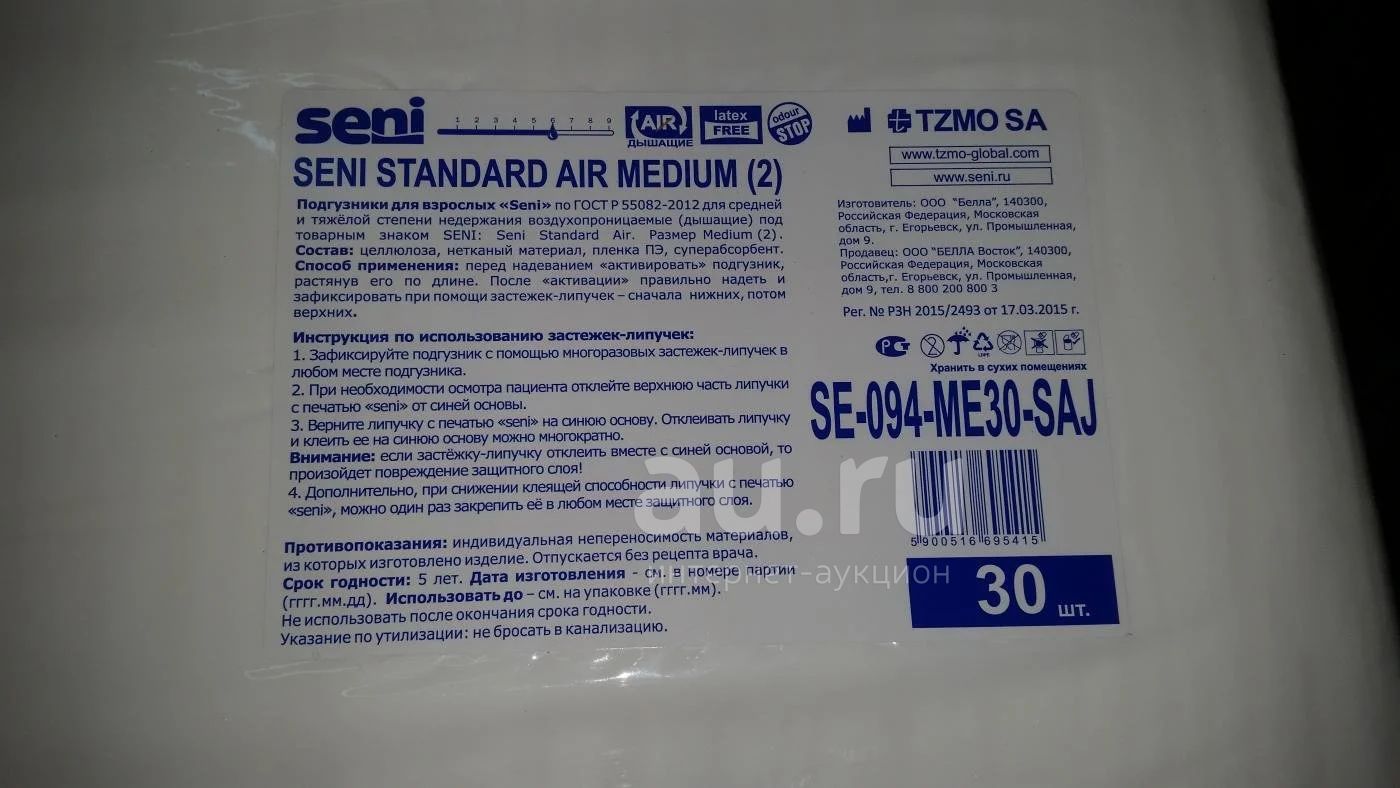 seni
1 2 3 4 5 6 7 8 9
AIR
ДЫШАЩИЕ
latex
FREE
odour
STOP
SENI STANDARD AIR MEDIUM (2)
Подгузники для взрослых «Seni» по ГОСТ Р 55082-2012 для средней
и тяжёлой степени недержания воздухопроницаемые (дышащие) под
товарным знаком SENI: Seni Standard Air. Размер Medium (2).
Состав: целлюлоза, нетканый материал, пленка ПЭ, суперабсорбент.
Способ применения: перед надеванием «активировать» подгузник,
растянув его по длине. После «активации» правильно надеть и
зафиксировать при помощи застежек-липучек – сначала нижних, потом
верхних.
Инструкция по использованию застежек-липучек:
1. Зафиксируйте подгузник с помощью многоразовых застежек-липучек в
любом месте подгузника.
2. При необходимости осмотра пациента отклейте верхнюю часть липучки
с печатью «seni» от синей основы.
3. Верните липучку с печатью «seni» на синюю основу. Отклеивать липучку
и клеить ее на синюю основу можно многократно.
Внимание: если застёжку-липучку отклеить вместе с синей основой, то
произойдет повреждение защитного слоя!
4. Дополнительно, при снижении клеящей способности липучки с печатью
«seni», можно один раз закрепить её в любом месте защитного слоя.
Противопоказания: индивидуальная непереносимость материалов,
из которых изготовлено изделие. Отпускается без рецепта врача.
Срок годности: 5 лет. Дата изготовления - см. в номере партии
(гггг.мм.дд). Использовать до – см. на упаковке (гггг.мм).
Не использовать после окончания срока годности.
Указание по утилизации: не бросать в канализацию.
TZMO SA
www.tzmo-global.com
www.seni.ru
Изготовитель: ООО "Белла", 140300,
Российская Федерация, Московская
область, г. Егорьевск, ул. Промышленная,
дом 9.
Продавец: ООО "БЕЛЛА Восток", 140300,
Российская Федерация, Московская
область,г. Егорьевск, ул. Промышленная,
дом 9, тел. 8 800 200 800 3
Рег. № РЗН 2015/2493 от 17.03.2015 г.
Хранить в сухих помещениях
SE-094-ME30-SAJ
5 900516 695415
30 шт.
au.ru
интернет-аукцион